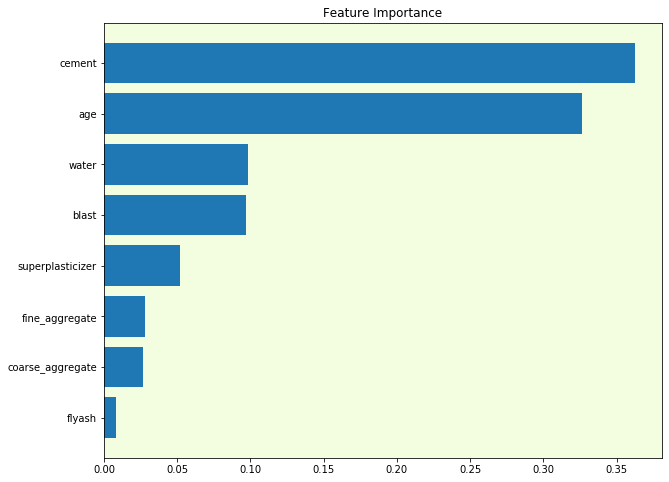 Feature Importance
cement
age
water
blast
superplasticizer
fine_aggregate
coarse_aggregate
flyash
0.00 0.05 0.10 0.15 0.20 0.25 0.30 0.35